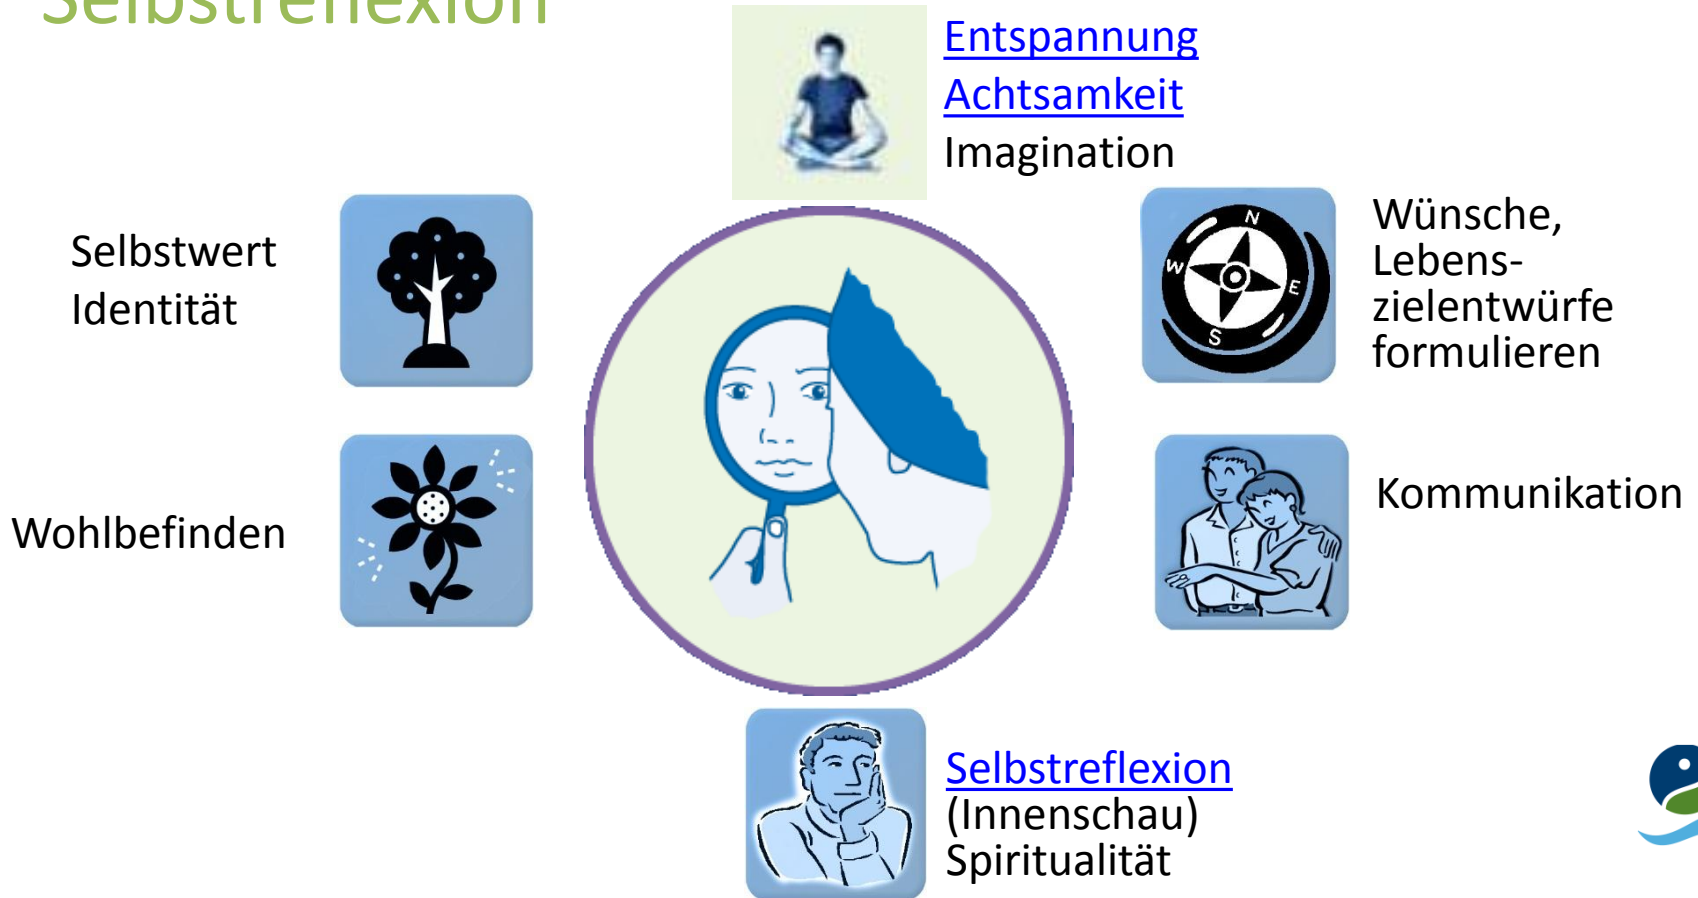 Selbstreflexion
Entspannung
Achtsamkeit
Imagination
Selbstwert
Identität
N
W
E
S
Wünsche,
Lebens-
zielentwürfe
formulieren
Wohlbefinden
Kommunikation
Selbstreflexion
(Innenschau)
Spiritualität